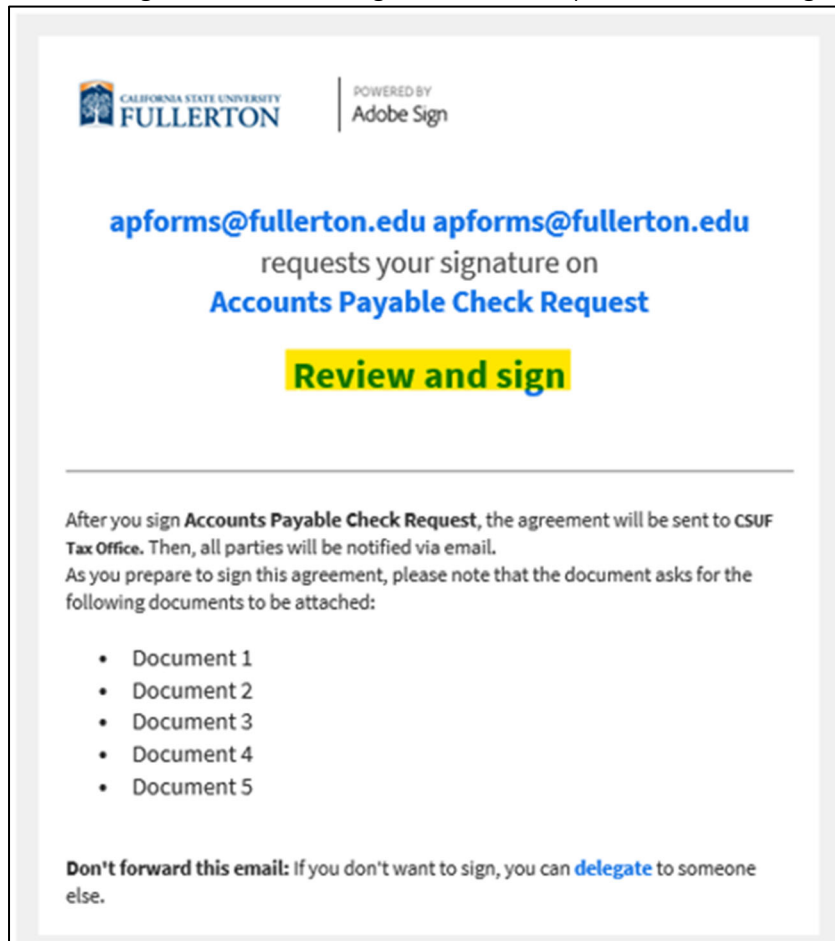 CALIFORNIA STATE UNIVERSITY
FULLERTON
POWERED BY
Adobe Sign
apforms@fullerton.edu apforms@fullerton.edu
requests your signature on
Accounts Payable Check Request
Review and sign
After you sign Accounts Payable Check Request, the agreement will be sent to CSUF
Tax Office. Then, all parties will be notified via email.
As you prepare to sign this agreement, please note that the document asks for the
following documents to be attached:
• Document 1
• Document 2
• Document 3
• Document 4
• Document 5
Don't forward this email: If you don't want to sign, you can delegate to someone
else.